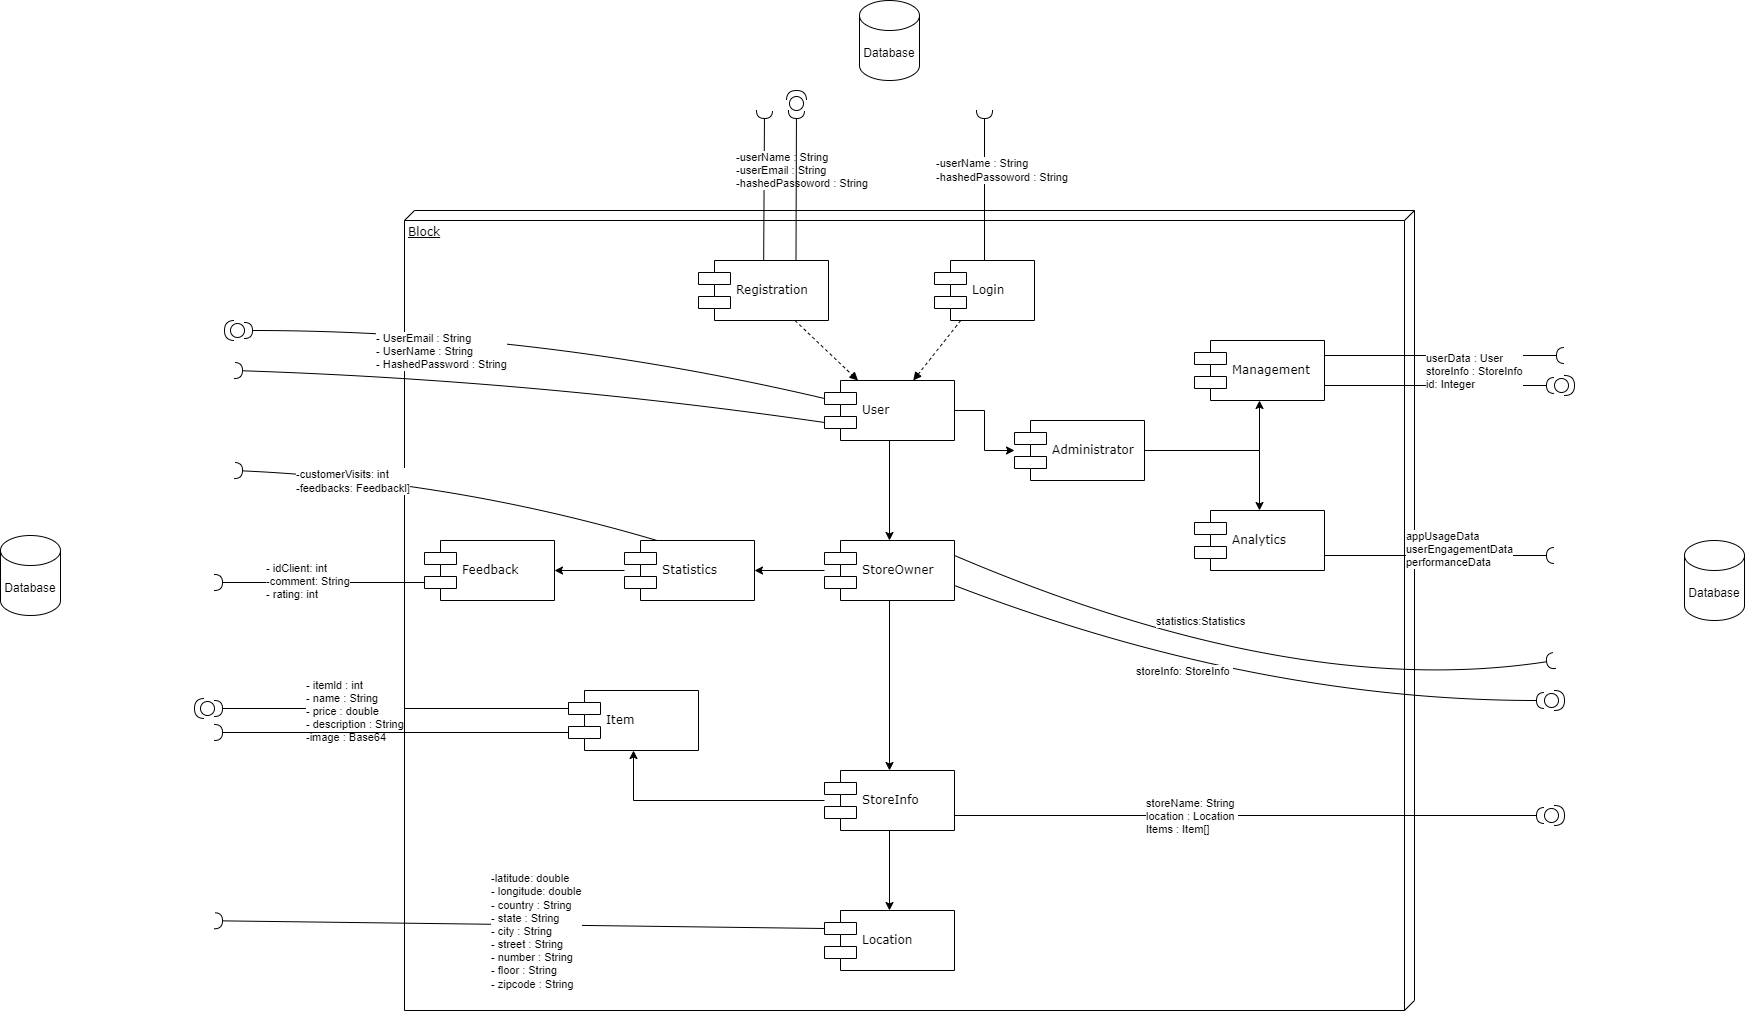 Database
-userName : String
-userEmail : String
-hashedPassoword : String
-userName : String
-hashedPassoword : String
Block
Registration
Login
- UserEmail : String
- UserName : String
- HashedPassword : String
User
Management
userData : User
storeInfo : StoreInfo
id: Integer
Administrator
-customerVisits: int
-feedbacks: Feedback[]
Analytics
appUsageData
userEngagementData
performanceData
Database
- idClient: int
-comment: String
- rating: int
Feedback
Statistics
StoreOwner
Database
statistics:Statistics
storeInfo: StoreInfo
- itemId : int
- name : String
- price : double
- description : String
-image : Base64
Item
StoreInfo
storeName: String
location : Location
Items : Item[]
-latitude: double
- longitude: double
- country : String
- state : String
- city : String
- street : String
- number : String
- floor : String
- zipcode : String
Location